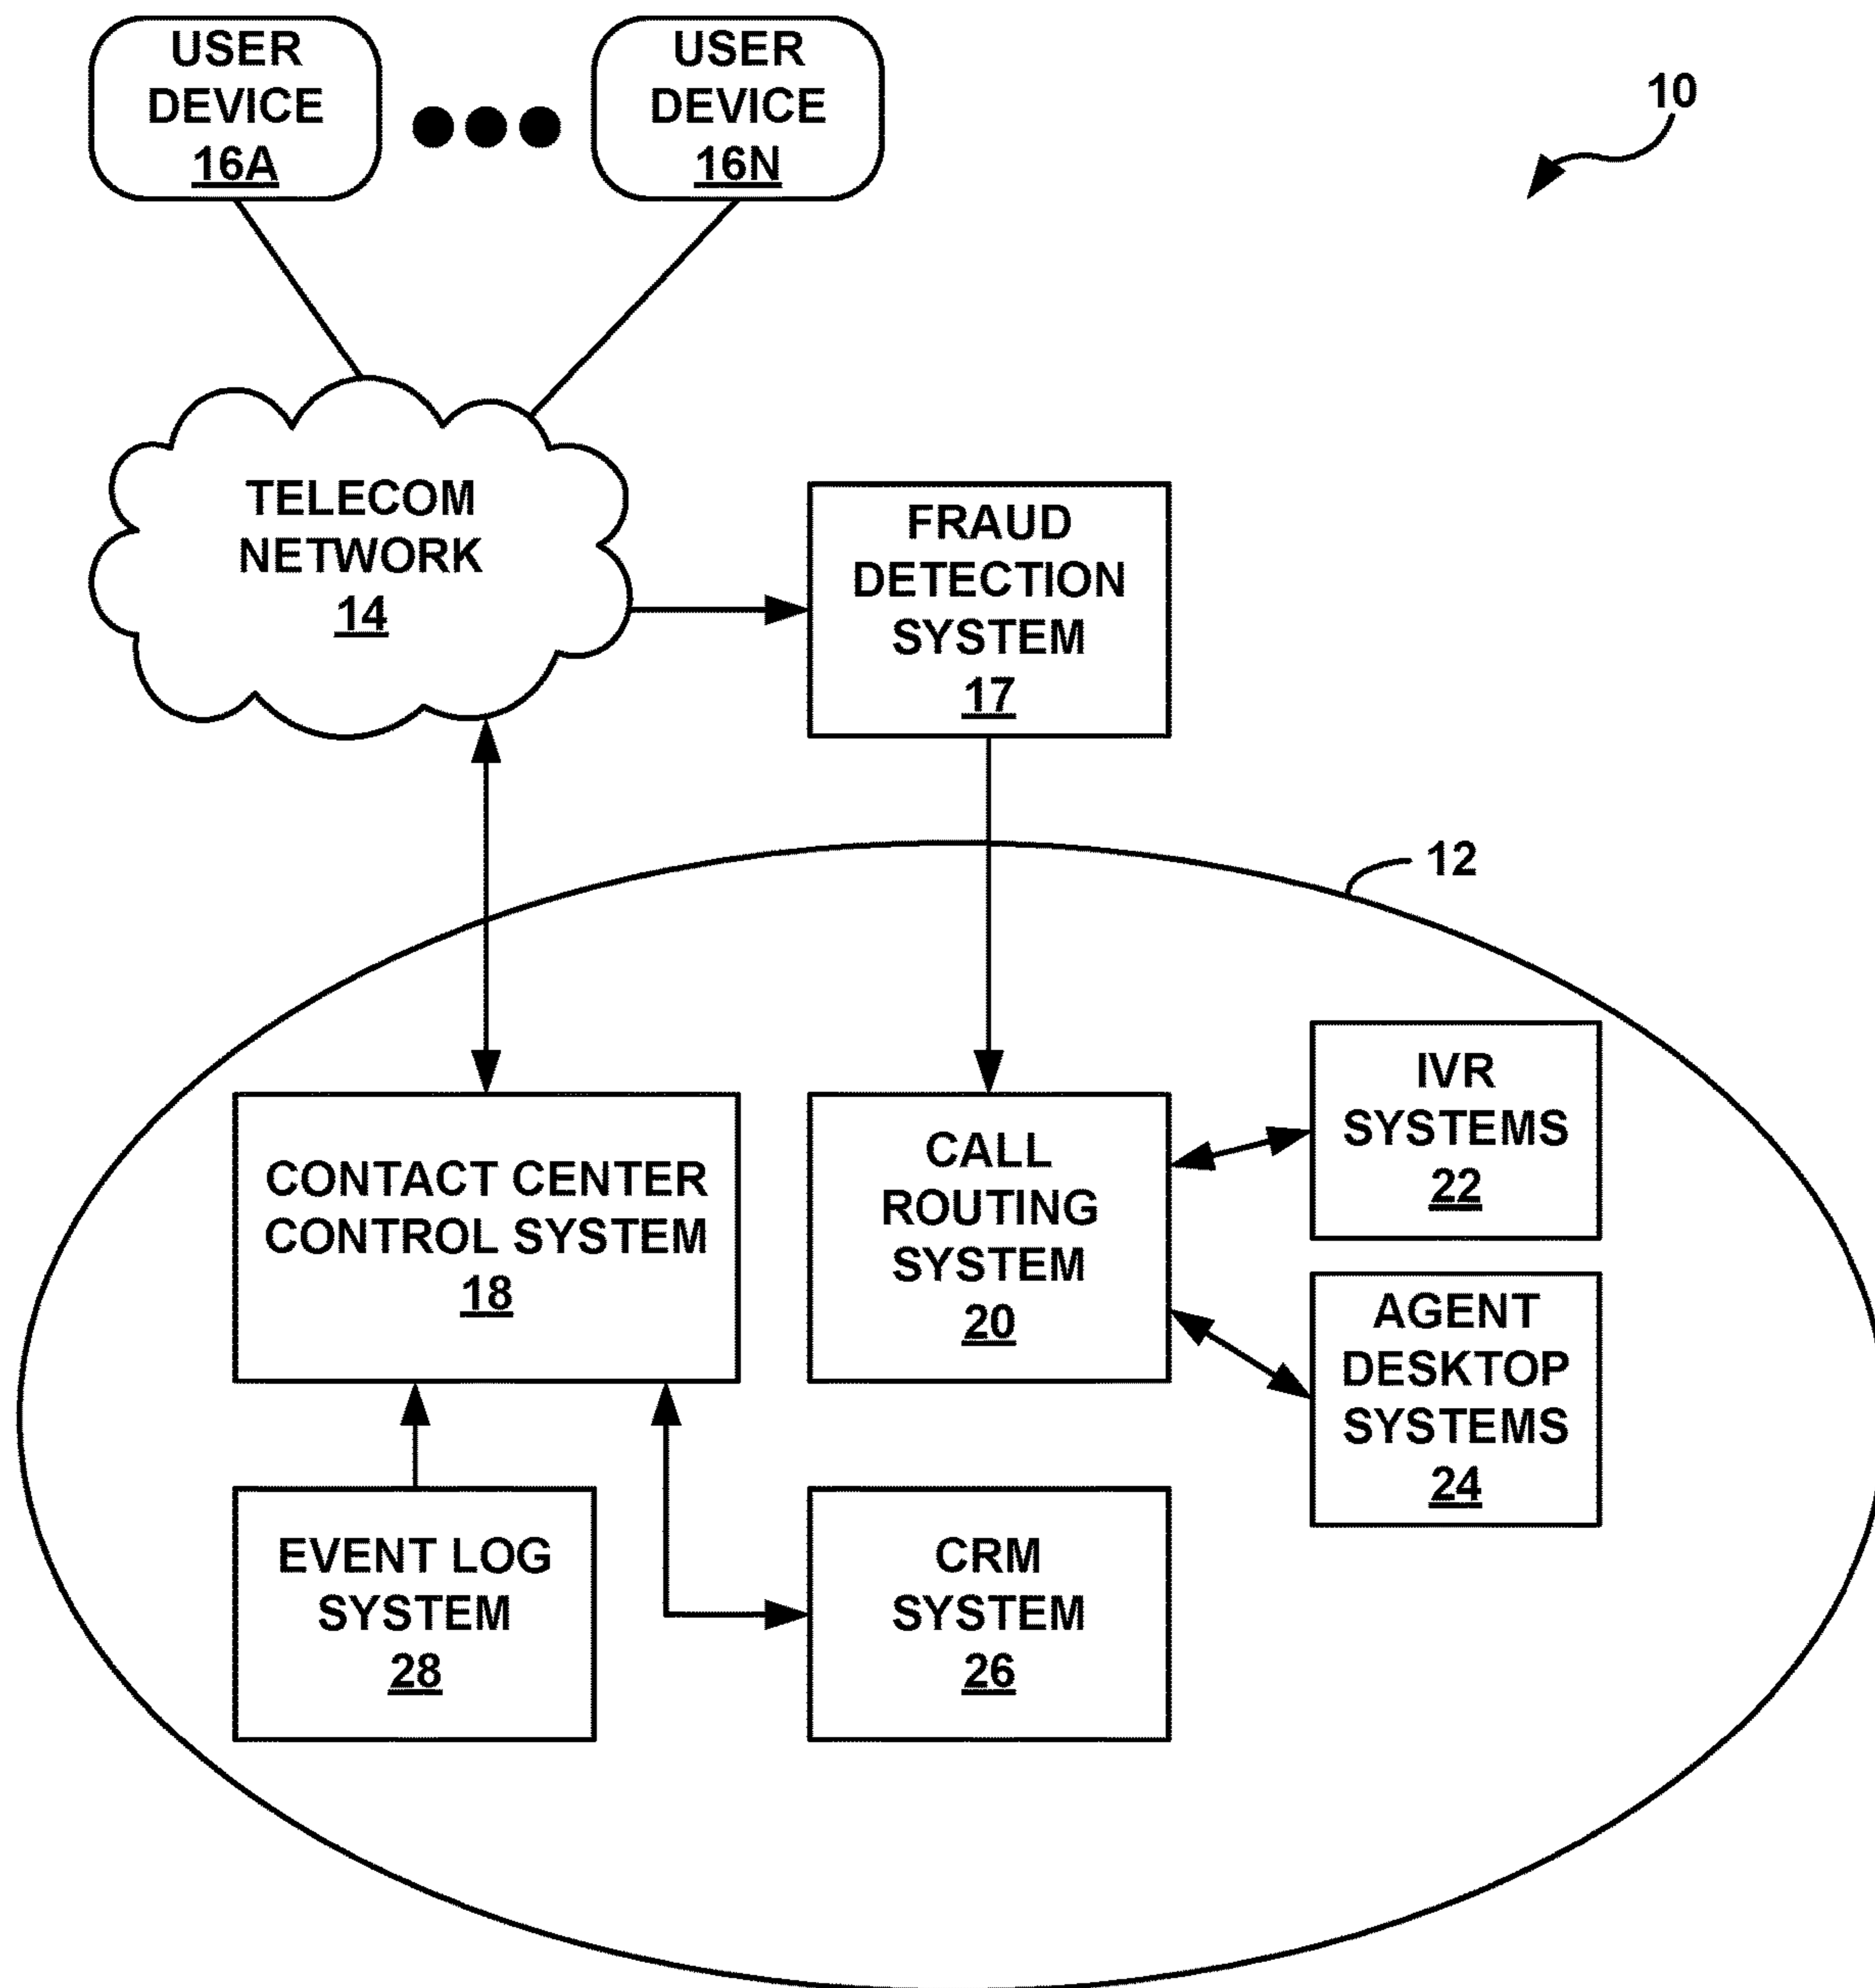 USER
DEVICE
16A
USER
DEVICE
16N
10
TELECOM
NETWORK
14
FRAUD
DETECTION
SYSTEM
17
12
CONTACT CENTER
CONTROL SYSTEM
18
CALL
ROUTING
SYSTEM
20
IVR
SYSTEMS
22
AGENT
DESKTOP
SYSTEMS
24
EVENT LOG
SYSTEM
28
CRM
SYSTEM
26